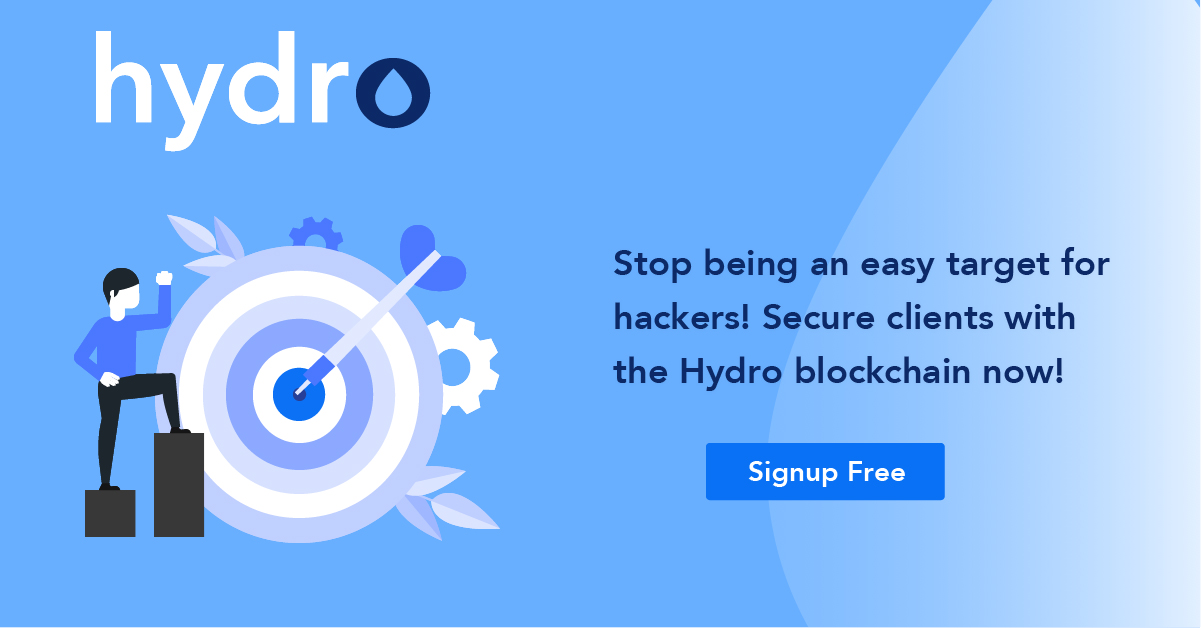 hydro
Stop being an easy target for
hackers! Secure clients with
the Hydro blockchain now!
Signup Free